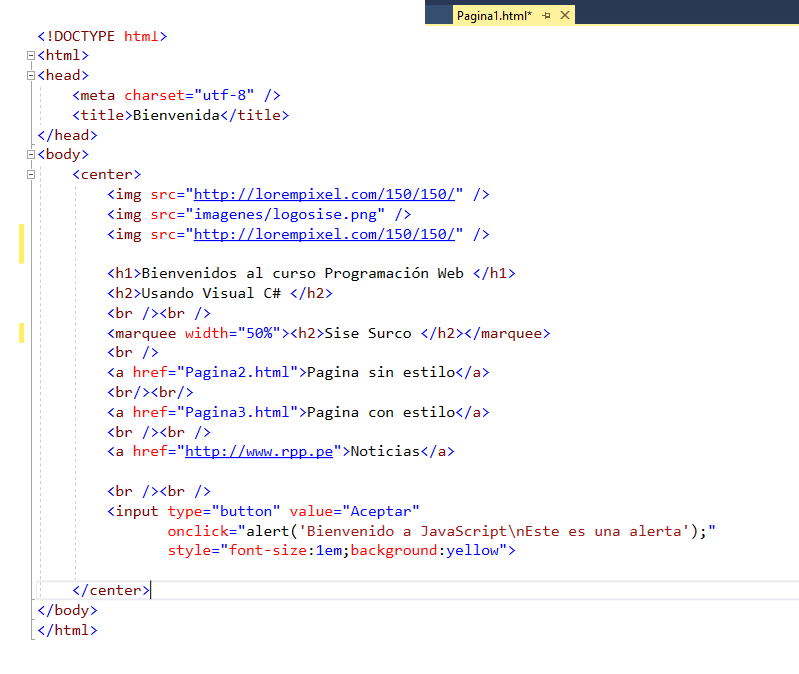 Pagina1.html*
<!DOCTYPE html>
<html>
<head>
<meta charset="utf-8" />
<title>Bienvenida</title>
</head>
<body>
<center>
<img src="http://lorempixel.com/150/150/" />
<img src="imagenes/logosise.png" />
<img src="http://lorempixel.com/150/150/" />
<h1>Bienvenidos al curso Programación Web </h1>
<h2>Usando Visual C# </h2>
<br /><br />
<marquee width="50%"><h2>Sise Surco </h2></marquee>
<br />
<a href="Pagina2.html">Pagina sin estilo</a>
<br/><br/>
<a href="Pagina3.html">Pagina con estilo</a>
<br /><br />
<a href="http://www.rpp.pe">Noticias</a>
<br /><br />
<input type="button" value="Aceptar"
onclick="alert('Bienvenido a JavaScript\nEste es una alerta');"
style="font-size:1em;background:yellow">
</center>
</body>
</html>